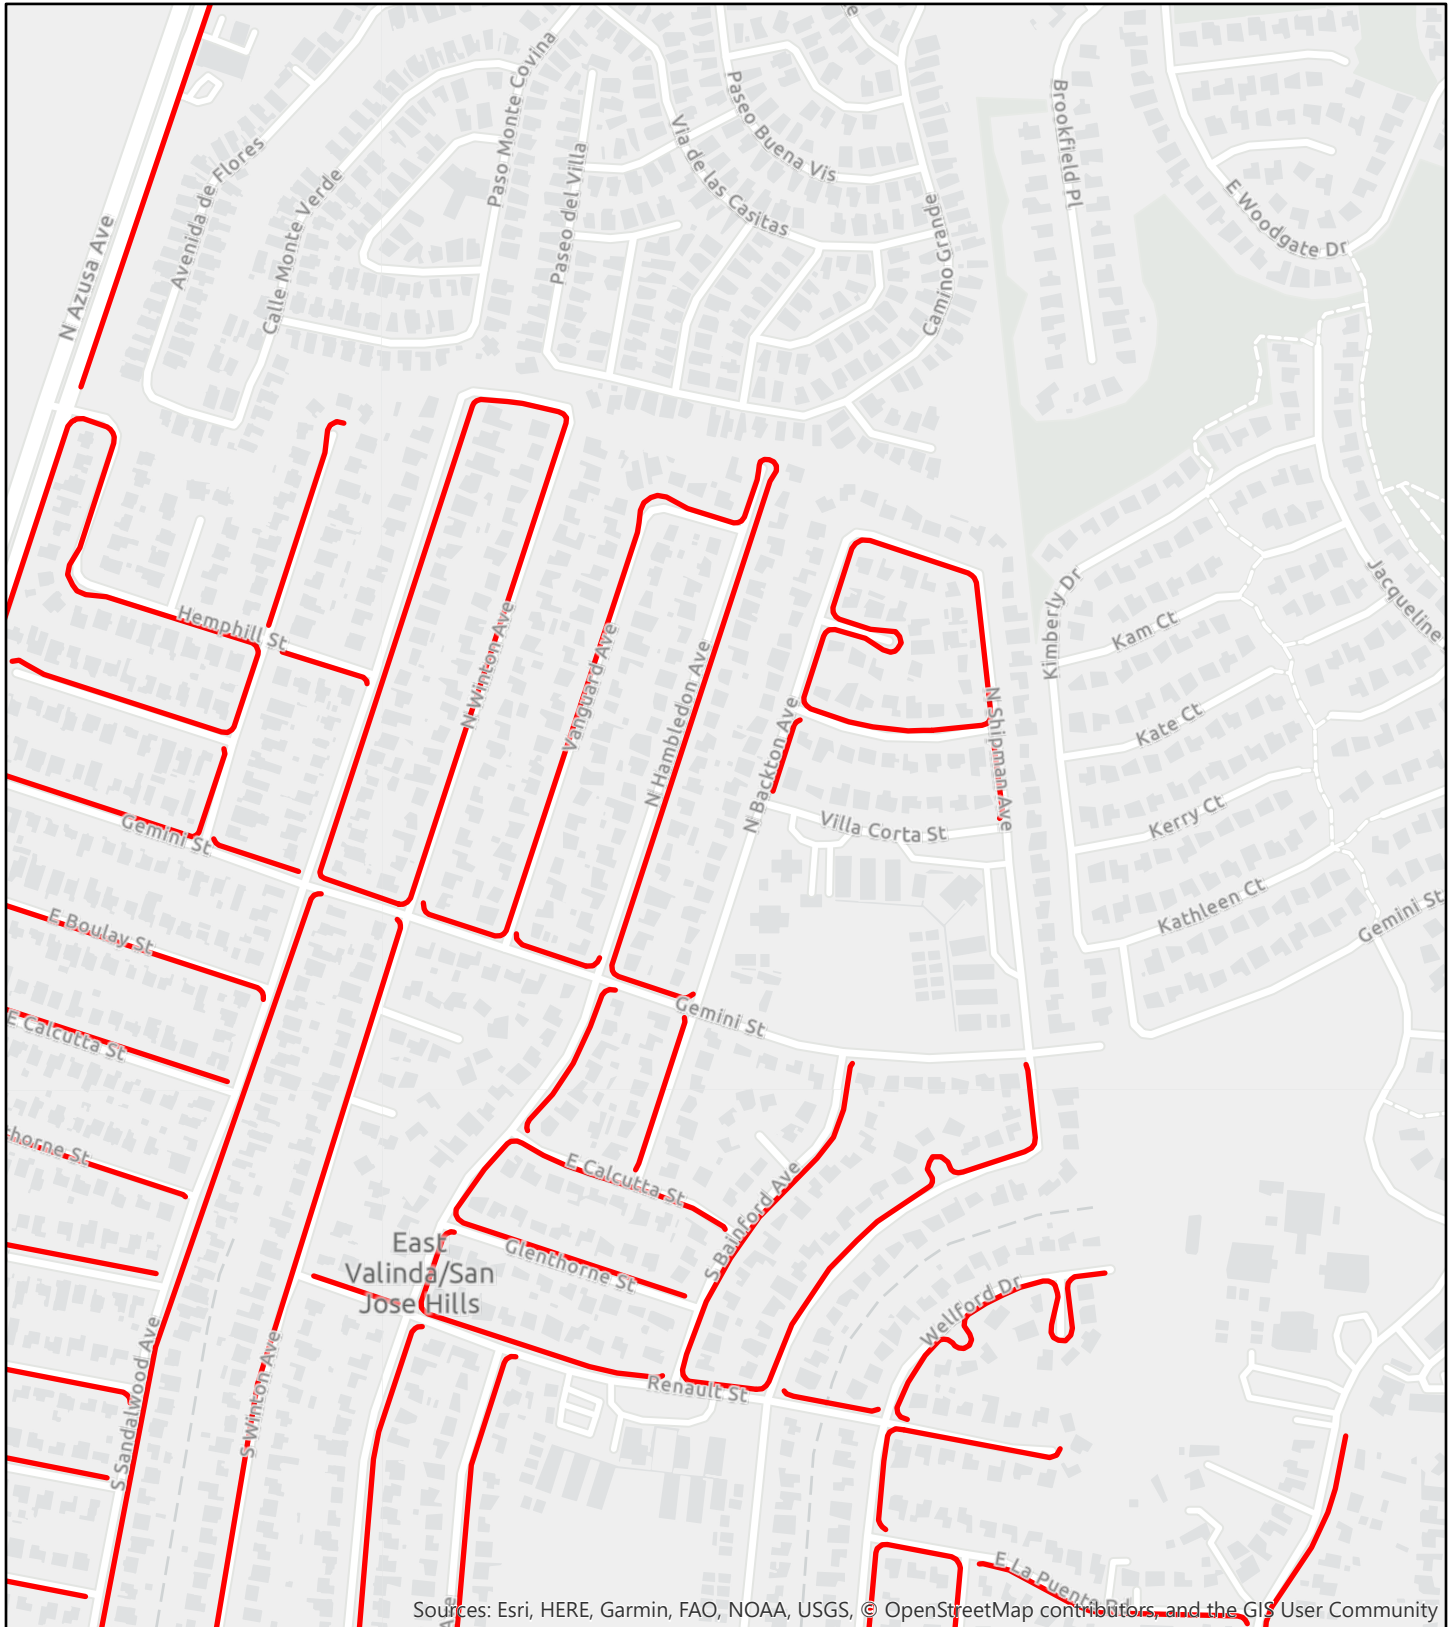 Paso Monte Covina
Paseo Buena Vis
Brookfield Pl
Avenida de Flores
Via de las Casitas
Paseo del Villa
Calle Monte Verde
Camino Grande
E Woodgate Dr
N Azusa Ave
Jacqueline
Kimberly Dr
Kam Ct
Hemphill St
N Winton Ave
Vanguard Ave
N Hambledon Ave
N Backton Ave
N Shipman Ave
Kate Ct
Kerry Ct
Villa Corta St
Gemini St
Kathleen Ct
Gemini St
E Boulay St
Gemini St
E Calcutta St
thorne St
E Calcutta St
S Bainford Ave
Glenthorne St
East
Valinda/San
Jose Hills
Wellford Dr
S Sandalwood Ave
S Winton Ave
Renault St
E La Puente Rd
Sources: Esri, HERE, Garmin, FAO, NOAA, USGS, © OpenStreetMap contributors, and the GIS User Community